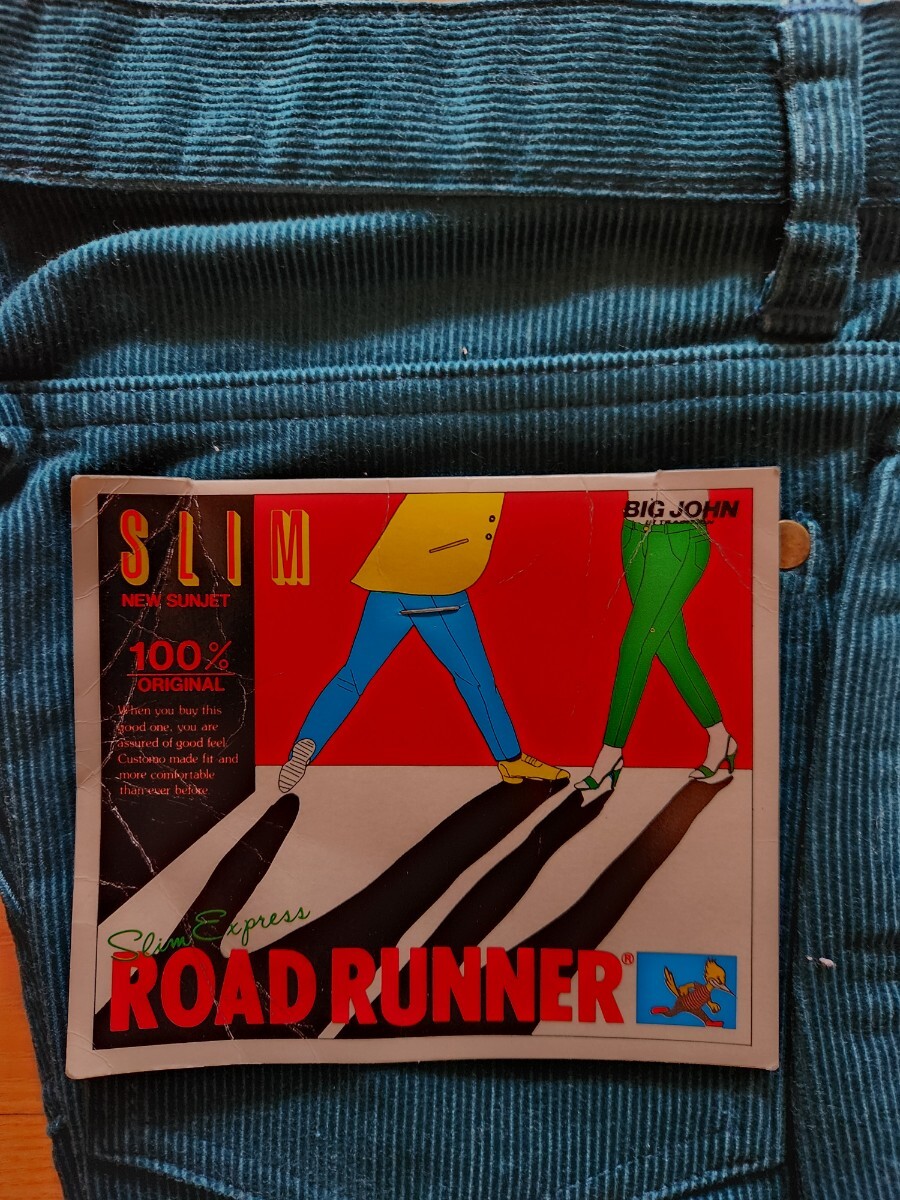 SLIM
NEW SUNJET
100%
ORIGINAL
When you buy this
good one, you are
assured of good feel.
Customo made fit and
more comfortable
than ever before.
BIG JOHN
Slim Express
ROAD RUNNER®